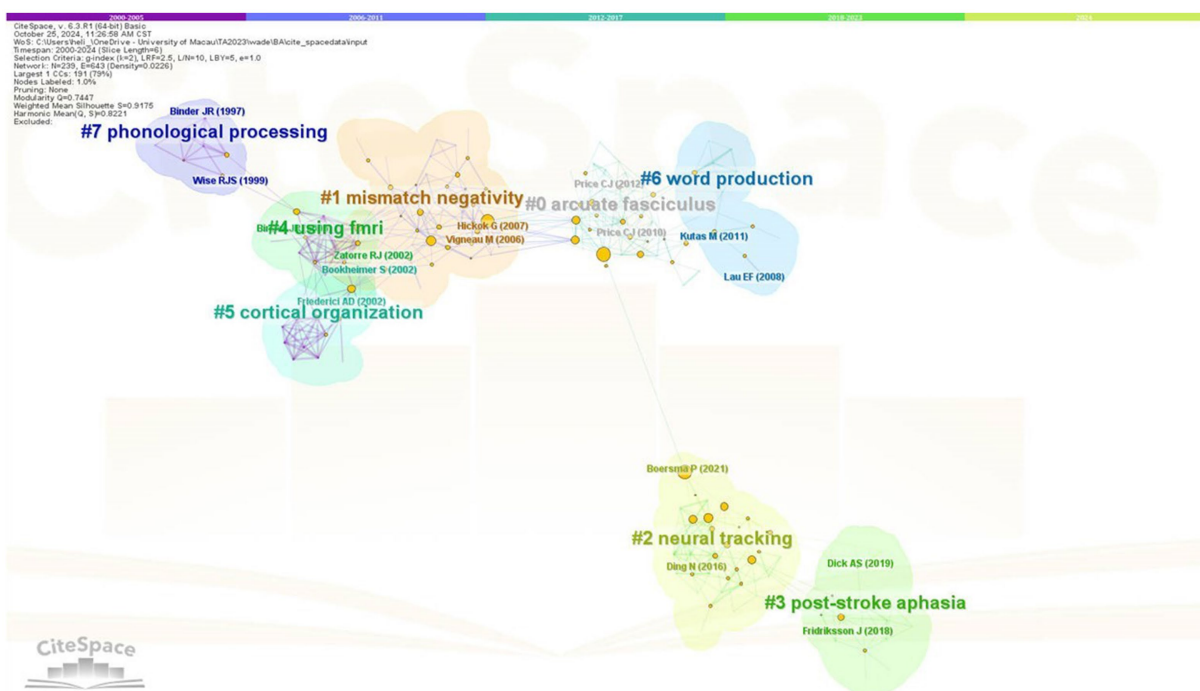 2000-2005 2006-2011 2012-2017 2018-2023 2024
CiteSpace, v. 6.3.R1 (64-bit) Basic
October 25, 2024, 11:26:58 AM CST
WoS: C:\Users\heli_\OneDrive - University of Macau\TA2023\wade\BA\cite_spacedata\input
Timespan: 2000-2024 (Slice Length=6)
Selection Criteria: g-index (k=2), LRF=2.5, L/N=10, LBY=5, e=1.0
Network: N=239, E=643 (Density=0.0226)
Largest 1 CCs: 191 (79%)
Nodes Labeled: 1.0%
Pruning: None
Modularity Q=0.7447
Weighted Mean Silhouette S=0.9175
Harmonic Mean(Q, S)=0.8221
Excluded:
Binder JR (1997)
#7 phonological processing
Wise RJS (1999)
#1 mismatch negativity
#4 using fmri
Hickok G (2007)
Vigneau M (2006)
Zatorre RJ (2002)
Bookheimer S (2002)
Friederici AD (2002)
#5 cortical organization
Price CJ (2012)
#6 word production
#0 arcuate fasciculus
Price CJ (2010)
Kutas M (2011)
Lau EF (2008)
Boersma P (2021)
#2 neural tracking
Ding N (2016)
Dick AS (2019)
#3 post-stroke aphasia
Fridriksson J (2018)
CiteSpace